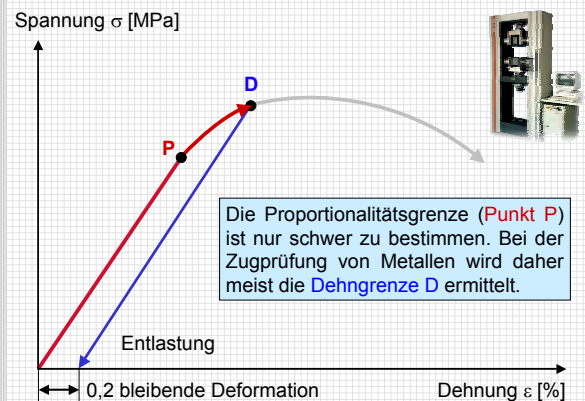 Spannung σ [MPa]
D
P
Die Proportionalitätsgrenze (Punkt P)
ist nur schwer zu bestimmen. Bei der
Zugprüfung von Metallen wird daher
meist die Dehngrenze D ermittelt.
Entlastung
0,2 bleibende Deformation
Dehnung ε [%]